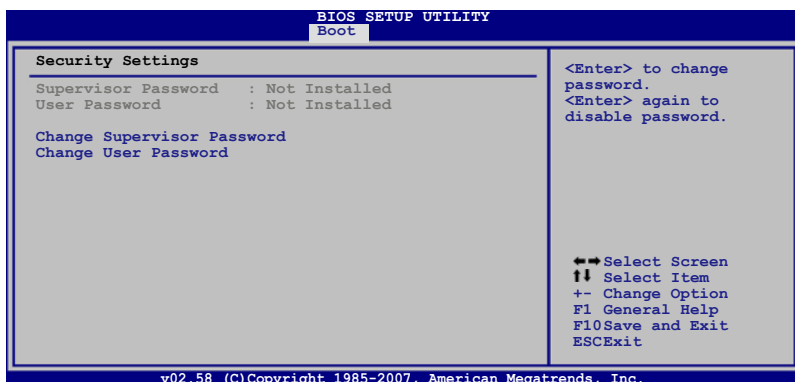 BIOS SETUP UTILITY
Boot
Security Settings
Supervisor Password : Not Installed
User Password : Not Installed
Change Supervisor Password
Change User Password
<Enter> to change
password.
<Enter> again to
disable password.
←→Select Screen
↑↓ Select Item
+- Change Option
F1 General Help
F10Save and Exit
ESCExit
v02.58 (C)Copyright 1985-2007, American Megatrends, Inc.